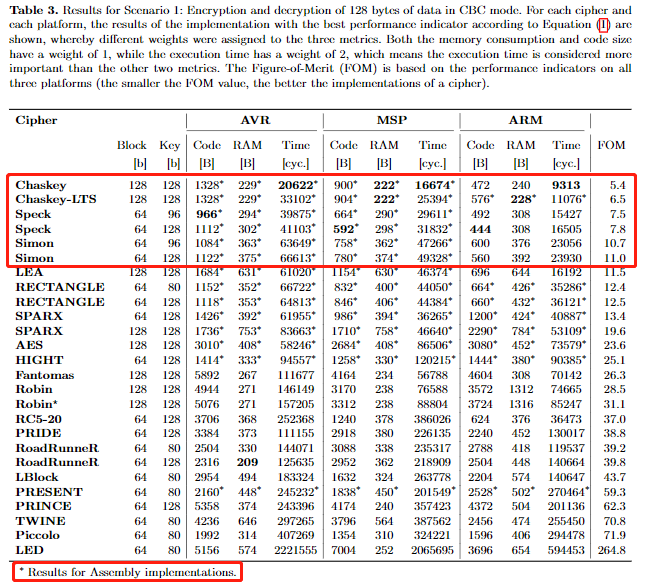 Table 3. Results for Scenario 1: Encryption and decryption of 128 bytes of data in CBC mode. For each cipher and
each platform, the results of the implementation with the best performance indicator according to Equation (1) are
shown, whereby different weights were assigned to the three metrics. Both the memory consumption and code size
have a weight of 1, while the execution time has a weight of 2, which means the execution time is considered more
important than the other two metrics. The Figure-of-Merit (FOM) is based on the performance indicators on all
three platforms (the smaller the FOM value, the better the implementations of a cipher).
Cipher AVR MSP ARM
Block Key Code RAM Time Code RAM Time Code RAM Time FOM
[b] [b] [B] [B] [cyc.] [B] [B] [cyc.] [B] [B] [cyc.]
Chaskey 128 128 1328* 229* 20622* 900* 222* 16674* 472 240 9313 5.4
Chaskey-LTS 128 128 1328* 229* 33102* 904* 222* 25394* 576* 228* 11076* 6.5
Speck 64 96 966* 294* 39875* 664* 290* 29611* 492 308 15427 7.5
Speck 64 128 1112* 302* 41103* 592* 298* 31832* 444 308 16505 7.8
Simon 64 96 1084* 363* 63649* 758* 362* 47266* 600 376 23056 10.7
Simon 64 128 1122* 375* 66613* 780* 374* 49328* 560 392 23930 11.0
LEA 128 128 1684* 631* 61020* 1154* 630* 46374* 696 644 16192 11.5
RECTANGLE 64 80 1152* 352* 66722* 832* 400* 44050* 664* 426* 35286* 12.4
RECTANGLE 64 128 1118* 353* 64813* 846* 406* 44384* 660* 432* 36121* 12.5
SPARX 64 128 1426* 392* 61955* 986* 394* 36265* 1200* 424* 40887* 13.4
SPARX 128 128 1736* 753* 83663* 1710* 758* 46640* 2290* 784* 53109* 19.6
AES 128 128 3010* 408* 58246* 2684* 408* 86506* 3080* 452* 73579* 23.6
HIGHT 64 128 1414* 333* 94557* 1258* 330* 120215* 1444* 380* 90385* 25.1
Fantomas 128 128 5892 267 111677 4164 234 56788 4604 308 70142 26.3
Robin 128 128 4944 271 146149 3170 238 76588 3572 1312 74665 28.5
Robin* 128 128 5076 271 157205 3312 238 88804 3724 1316 85247 31.1
RC5-20 64 128 3706 368 252368 1240 378 386026 624 376 36473 37.0
PRIDE 64 128 3384 373 111155 2918 380 226135 2240 452 130017 38.8
RoadRunneR 64 80 2504 330 144071 3088 338 235317 2788 418 119537 39.2
RoadRunneR 64 128 2316 209 125635 2952 362 218909 2504 448 140664 39.8
LBlock 64 80 2954 494 183324 1632 324 263778 2204 574 140647 43.7
PRESENT 64 80 2160* 448* 245232* 1838* 450* 201549* 2528* 502* 270464* 59.3
PRINCE 64 128 5358 374 243396 4174 240 357423 4372 504 201136 62.3
TWINE 64 80 4236 646 297265 3796 564 387562 2456 474 255450 70.8
Piccolo 64 80 1992 314 407269 1354 310 324221 1596 406 294478 71.9
LED 64 80 5156 574 2221555 7004 252 2065695 3696 654 594453 264.8
* Results for Assembly implementations.